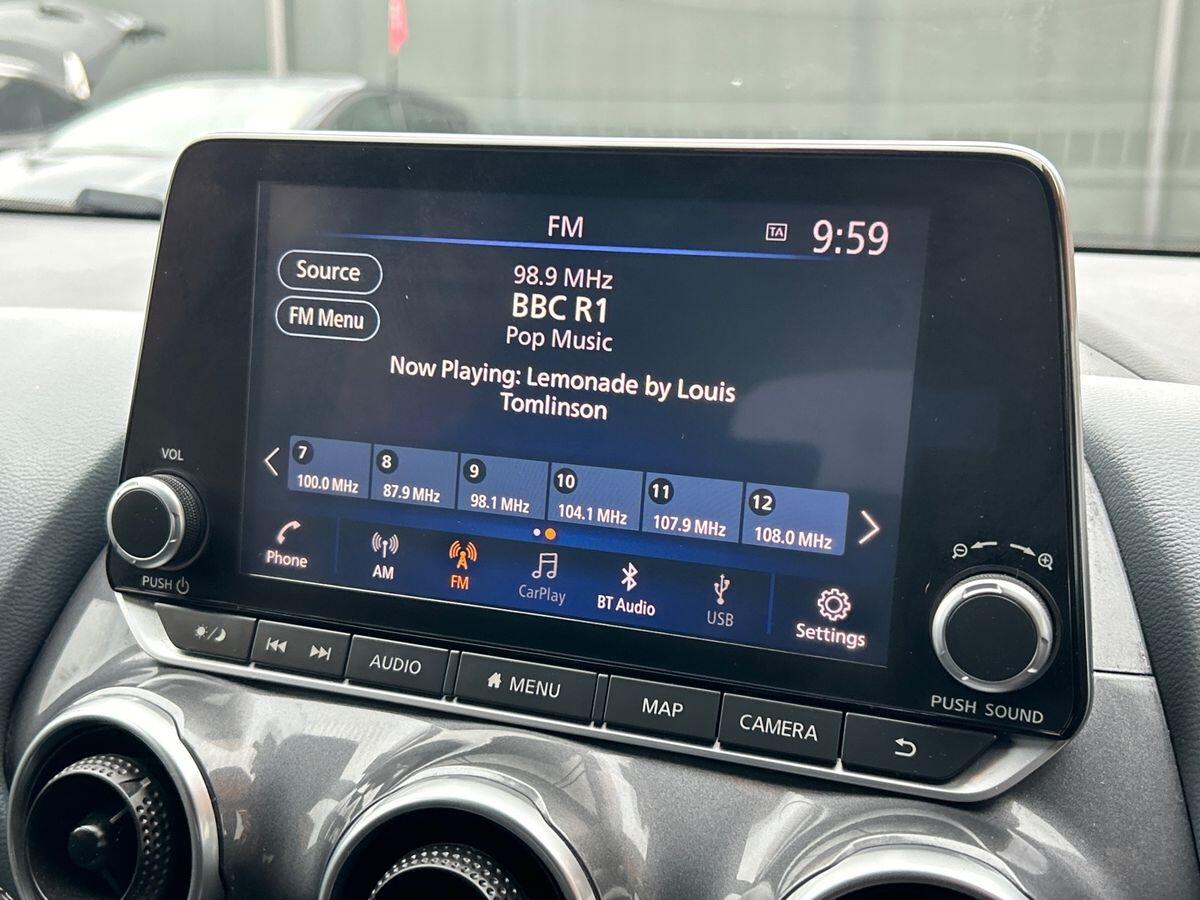 FM
TA
9:59
Source
FM Menu
98.9 MHz
BBC R1
Pop Music
Now Playing: Lemonade by Louis
Tomlinson
7
100.0 MHz
8
87.9 MHz
9
98.1 MHz
10
104.1 MHz
11
107.9 MHz
12
108.0 MHz
Phone
AM
FM
CarPlay
BT Audio
USB
Settings
VOL
PUSH
AUDIO
MENU
MAP
CAMERA
PUSH SOUND